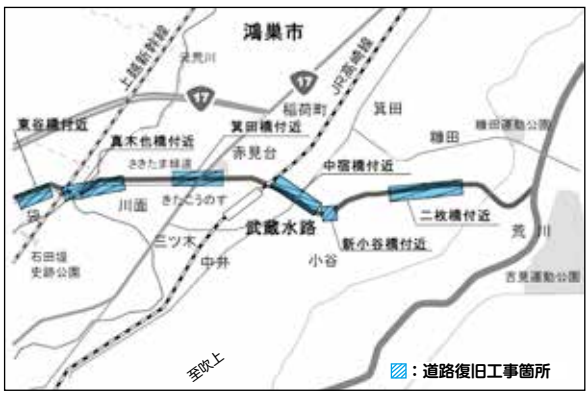 鴻巣市
上越新幹線
元荒川
17
17
JR高崎線
稲荷町
箕田
東谷橋付近
真木也橋付近
箕田橋付近
赤見台
糠田
糠田運動公園
さきたま緑道
中宿橋付近
袋
川面
きたこうのす
武蔵水路
二枚橋付近
荒川
石田堤
史跡公園
三ツ木
中井
新小谷橋付近
小谷
吉見運動公園
至吹上
:道路復旧工事箇所